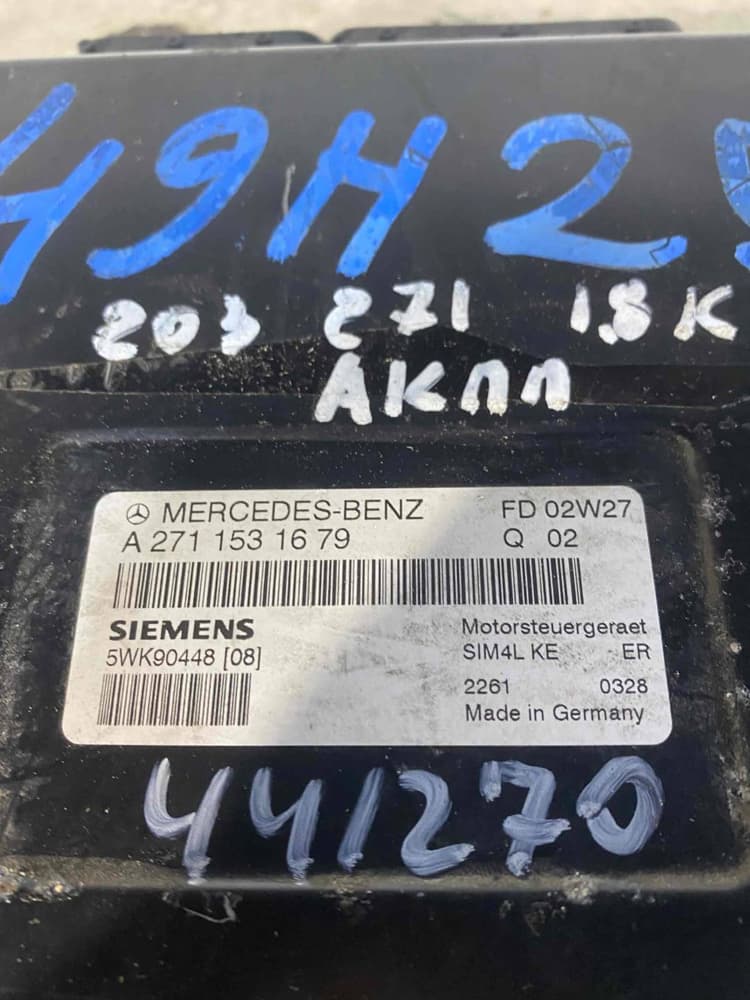 49H2
203 271 1.8 K
АКПП
MERCEDES-BENZ FD 02W27
A 271 153 16 79 Q 02
SIEMENS Motorsteuergeraet
5WK90448 [08] SIM4L KE ER
2261 0328
Made in Germany
441270